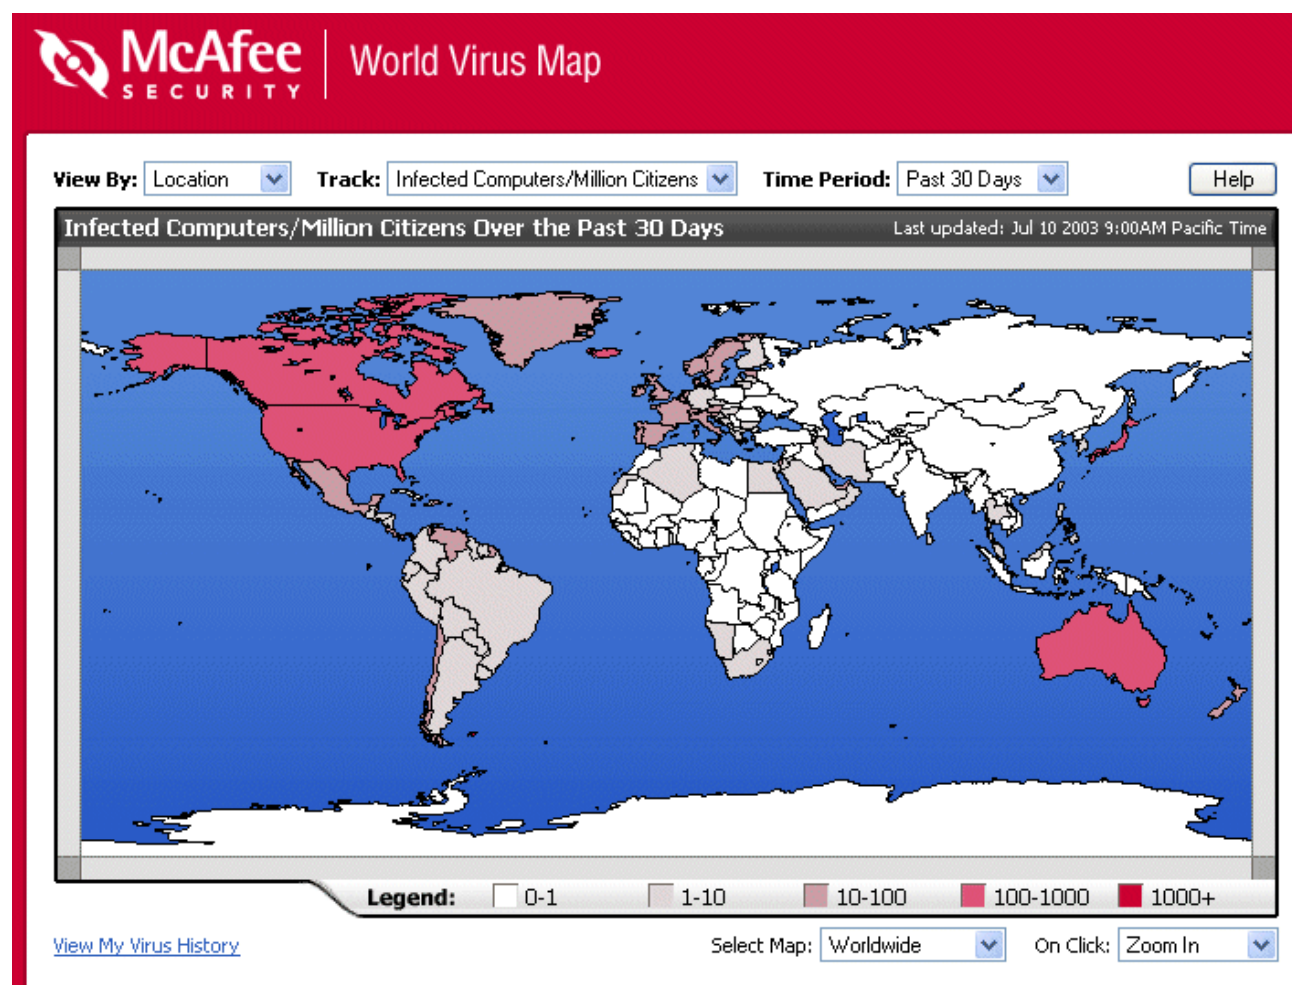 McAfee SECURITY World Virus Map
View By: Location Track: Infected Computers/Million Citizens Time Period: Past 30 Days Help
Infected Computers/Million Citizens Over the Past 30 Days Last updated: Jul 10 2003 9:00AM Pacific Time
Legend: 0-1 1-10 10-100 100-1000 1000+
View My Virus History Select Map: Worldwide On Click: Zoom In